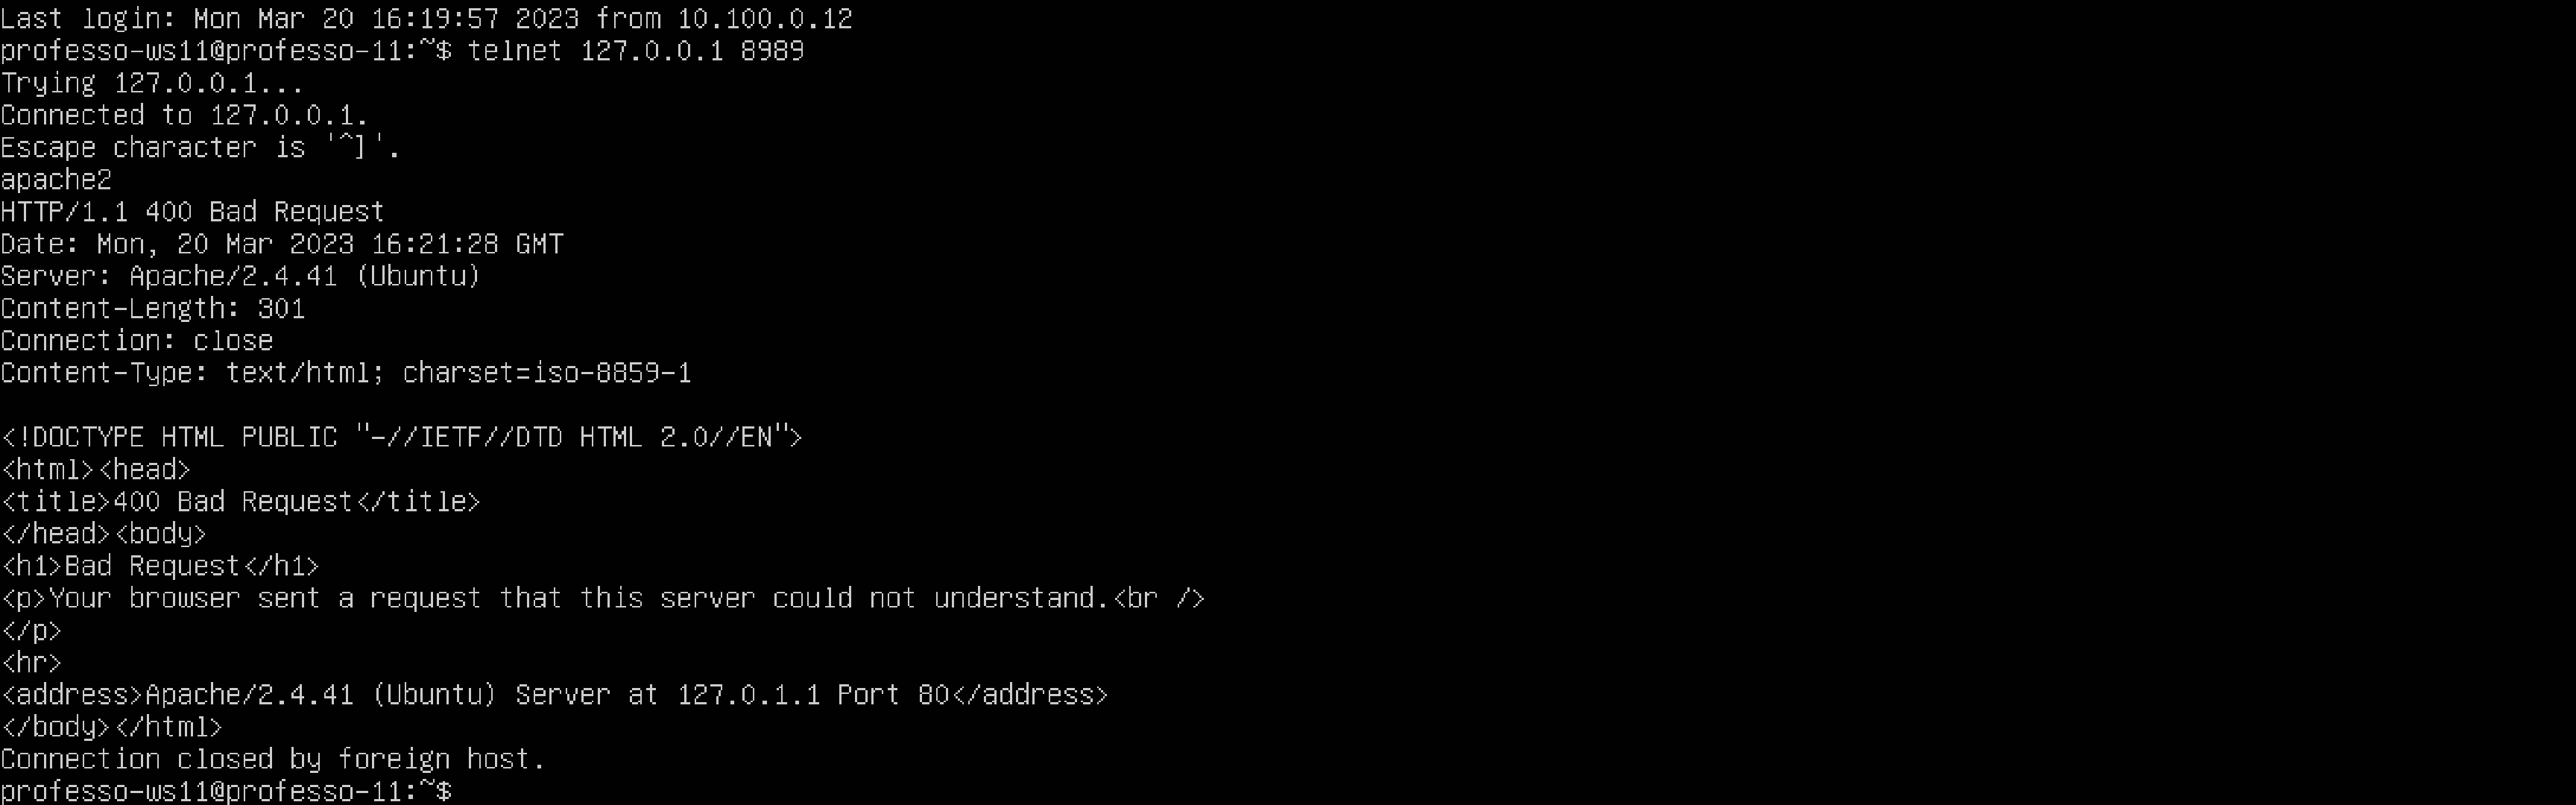 Last login: Mon Mar 20 16:19:57 2023 from 10.100.0.12
professo-ws11@professo-11:~$ telnet 127.0.0.1 8989
Trying 127.0.0.1...
Connected to 127.0.0.1.
Escape character is '^]'.
apache2
HTTP/1.1 400 Bad Request
Date: Mon, 20 Mar 2023 16:21:28 GMT
Server: Apache/2.4.41 (Ubuntu)
Content-Length: 301
Connection: close
Content-Type: text/html; charset=iso-8859-1

<!DOCTYPE HTML PUBLIC "-//IETF//DTD HTML 2.0//EN">
<html><head>
<title>400 Bad Request</title>
</head><body>
<h1>Bad Request</h1>
<p>Your browser sent a request that this server could not understand.<br />
</p>
<hr>
<address>Apache/2.4.41 (Ubuntu) Server at 127.0.1.1 Port 80</address>
</body></html>
Connection closed by foreign host.
professo-ws11@professo-11:~$